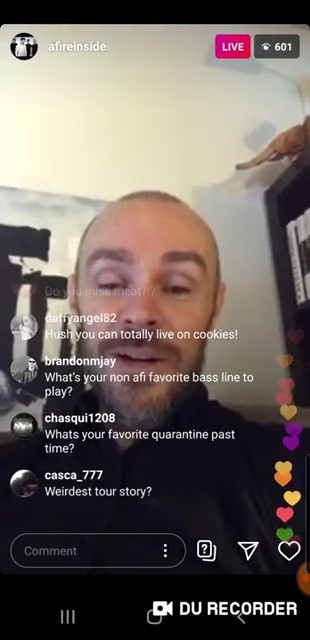 afireinside
LIVE
601
Do you miss meat?!?
daffyangel82
Hush you can totally live on cookies!
brandonmjay
What's your non afi favorite bass line to
play?
chasqui1208
Whats your favorite quarantine past
time?
casca_777
Weirdest tour story?
Comment
DU RECORDER